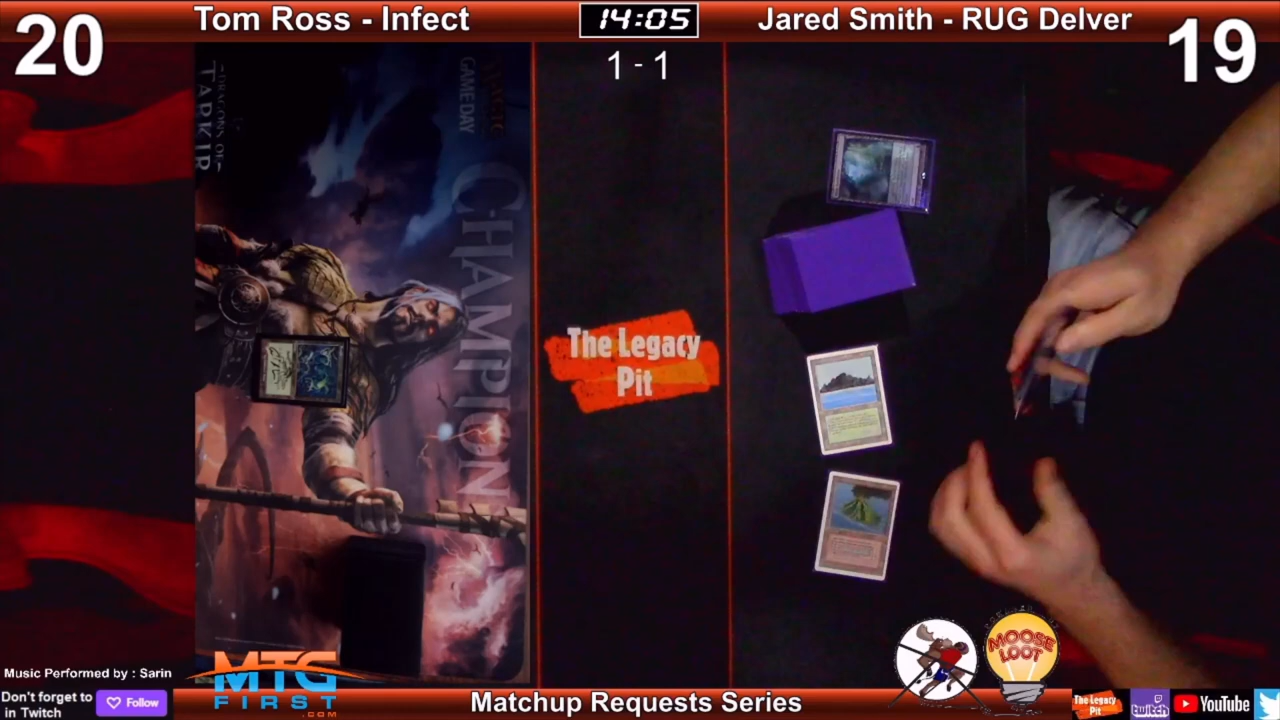 20
Tom Ross - Infect
14:05
Jared Smith - RUG Delver
19
1 - 1
DRAGONS OF
TARKIR
MAGIC
GAME DAY
CHAMPION
The Legacy
Pit
MOOSE
LOOT
Music Performed by : Sarin
Don't forget to
in Twitch
Follow
MTG
FIRST
.COM
Matchup Requests Series
The Legacy
Pit
twitch
YouTube